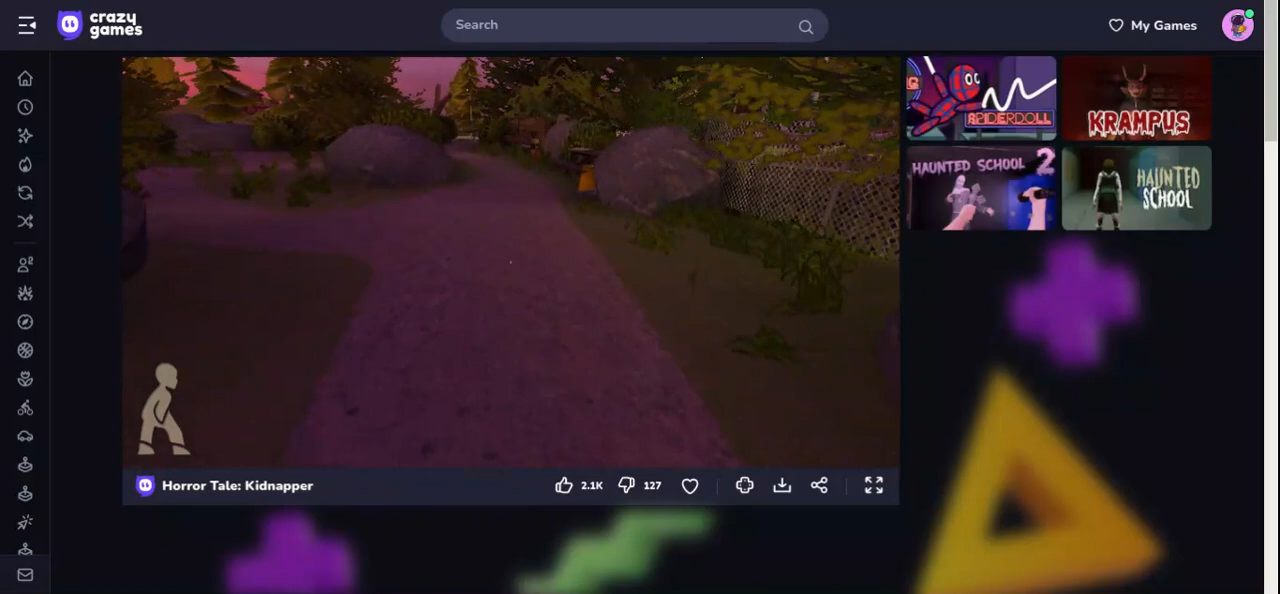 crazy games
Search
My Games
SPIDERDOLL
KRAMPUS
HAUNTED SCHOOL 2
HAUNTED SCHOOL
Horror Tale: Kidnapper
2.1K
127